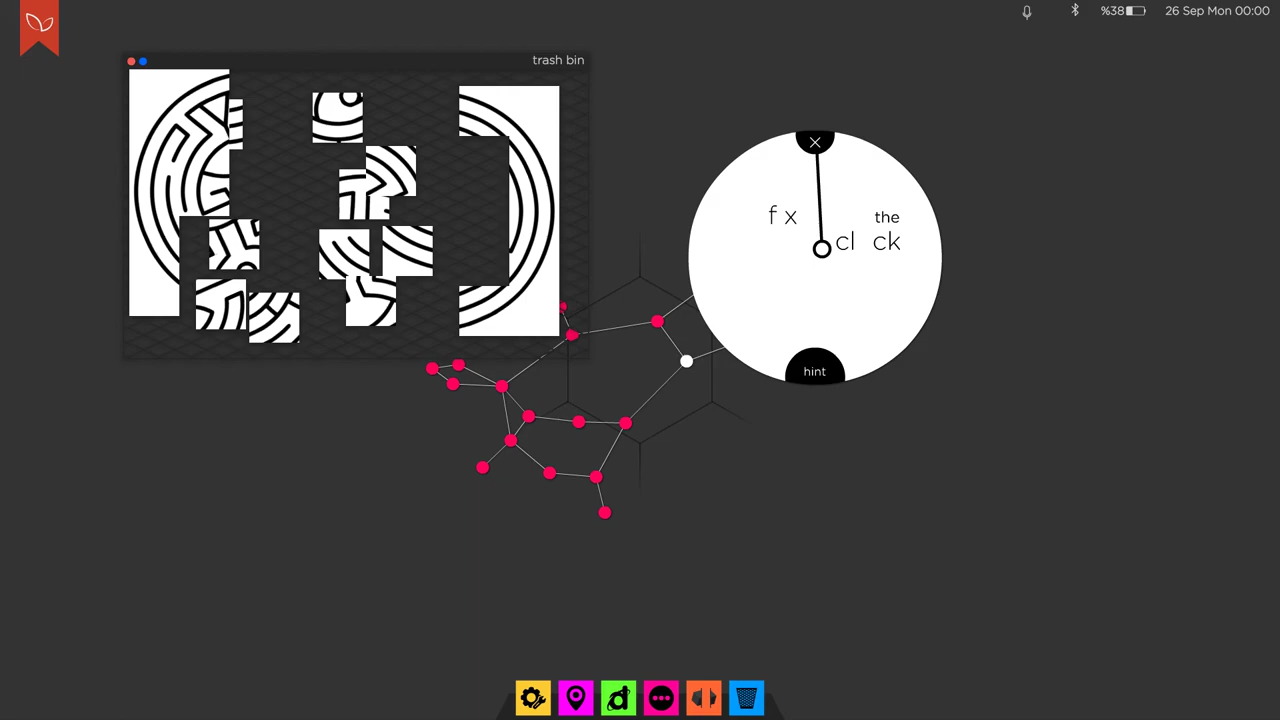 %38 26 Sep Mon 00:00
trash bin
f x the
cl ck
hint